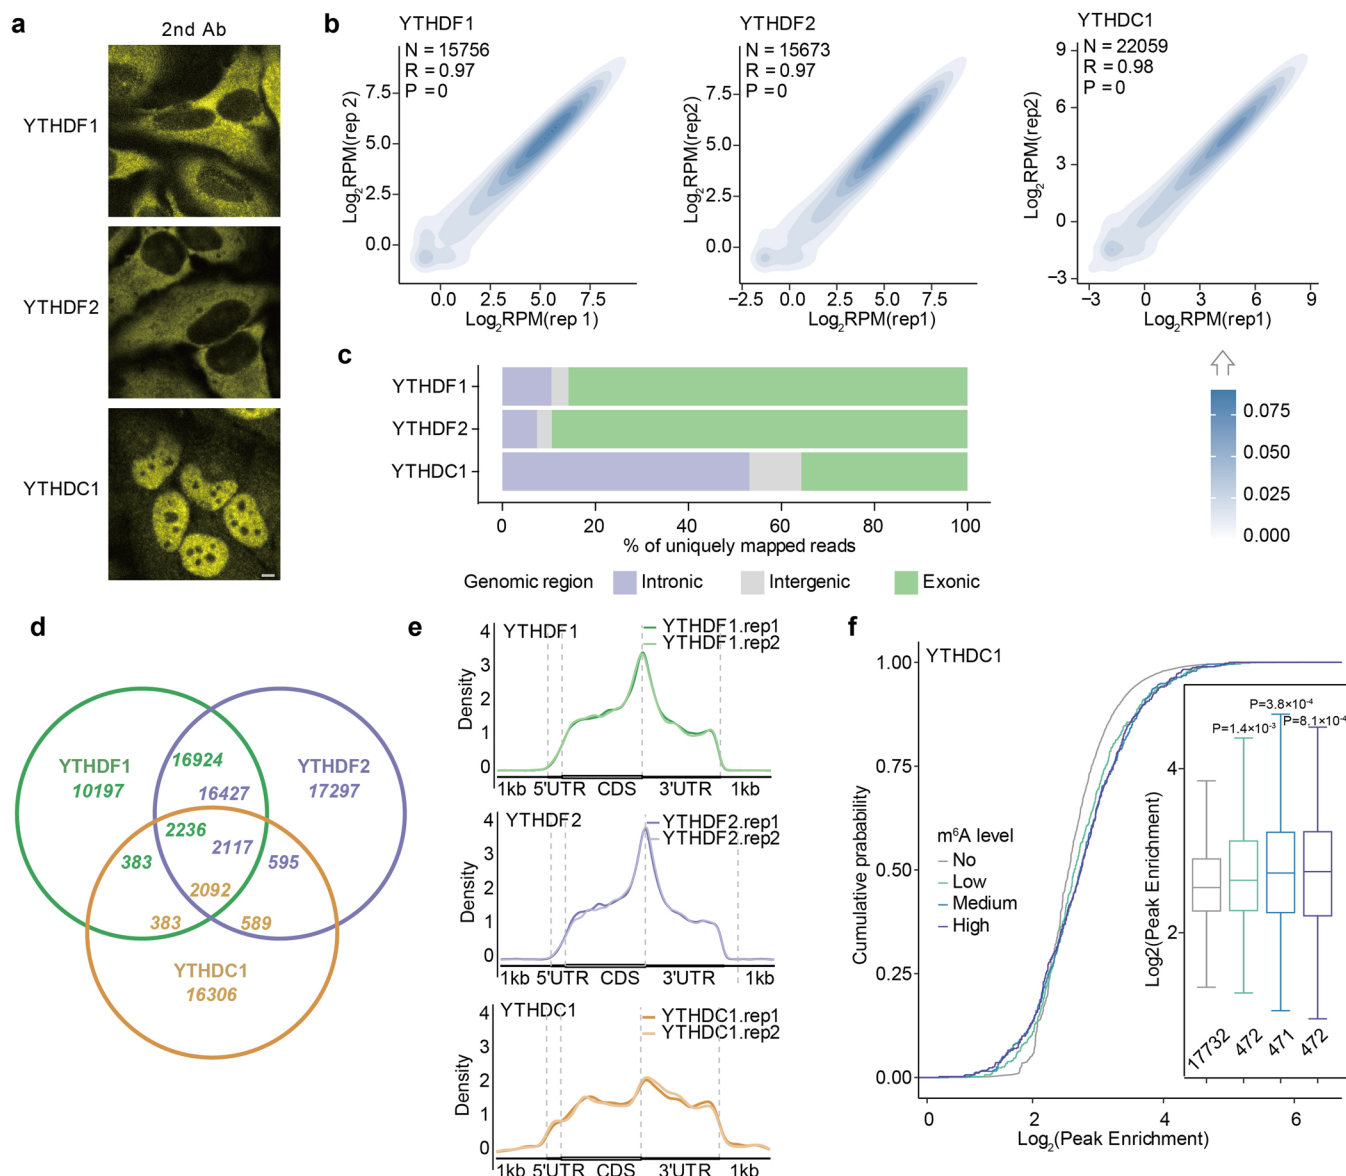 a
2nd Ab
YTHDF1
YTHDF2
YTHDC1
b
YTHDF1
N = 15756
R = 0.97
P = 0
7.5
5.0
2.5
0.0
Log2RPM(rep 2)
0.0 2.5 5.0 7.5
Log2RPM(rep 1)
YTHDF2
N = 15673
R = 0.97
P = 0
7.5
5.0
2.5
0.0
Log2RPM(rep2)
−2.5 0.0 2.5 5.0 7.5
Log2RPM(rep1)
YTHDC1
N = 22059
R = 0.98
P = 0
9
6
3
0
−3
Log2RPM(rep2)
−3 0 3 6 9
Log2RPM(rep1)
0.075
0.050
0.025
0.000
c
YTHDF1
YTHDF2
YTHDC1
0 20 40 60 80 100
% of uniquely mapped reads
Genomic region Intronic Intergenic Exonic
d
YTHDF1
10197
16924
16427
YTHDF2
17297
2236
2117
383
595
2092
383
589
YTHDC1
16306
e
YTHDF1
YTHDF1.rep1
YTHDF1.rep2
4
3
2
1
0
Density
1kb 5'UTR CDS 3'UTR 1kb
YTHDF2
YTHDF2.rep1
YTHDF2.rep2
4
3
2
1
0
Density
1kb 5'UTR CDS 3'UTR 1kb
YTHDC1
YTHDC1.rep1
YTHDC1.rep2
4
3
2
1
0
Density
1kb 5'UTR CDS 3'UTR 1kb
f
YTHDC1
1.00
0.75
0.50
0.25
0.00
Cumulative prabability
m⁶A level
No
Low
Medium
High
0 2 4 6
Log2(Peak Enrichment)
P=3.8×10⁻⁴
P=1.4×10⁻³
P=8.1×10⁻⁴
4
2
Log2(Peak Enrichment)
17732 472 471 472